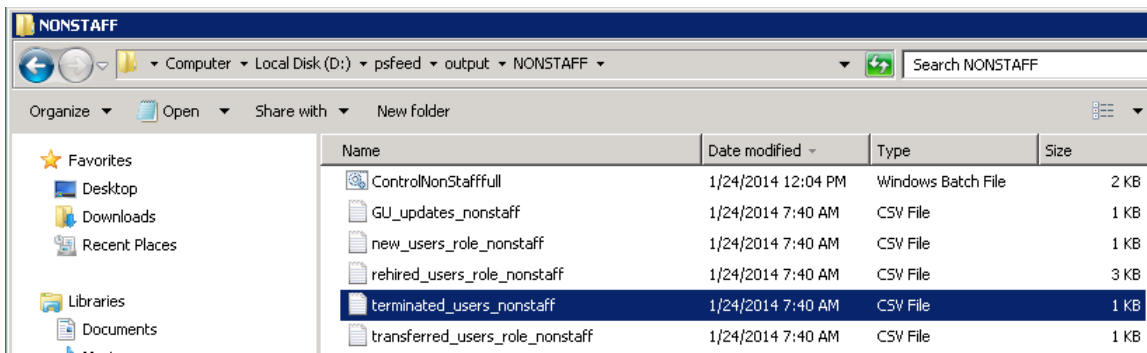 NONSTAFF
Computer Local Disk (D:) psfeed output NONSTAFF Search NONSTAFF
Organize Open Share with New folder
Favorites
Desktop
Downloads
Recent Places
Libraries
Documents
Name Date modified Type Size
ControlNonStafffull 1/24/2014 12:04 PM Windows Batch File 2 KB
GU_updates_nonstaff 1/24/2014 7:40 AM CSV File 1 KB
new_users_role_nonstaff 1/24/2014 7:40 AM CSV File 1 KB
rehired_users_role_nonstaff 1/24/2014 7:40 AM CSV File 3 KB
terminated_users_nonstaff 1/24/2014 7:40 AM CSV File 1 KB
transferred_users_role_nonstaff 1/24/2014 7:40 AM CSV File 1 KB